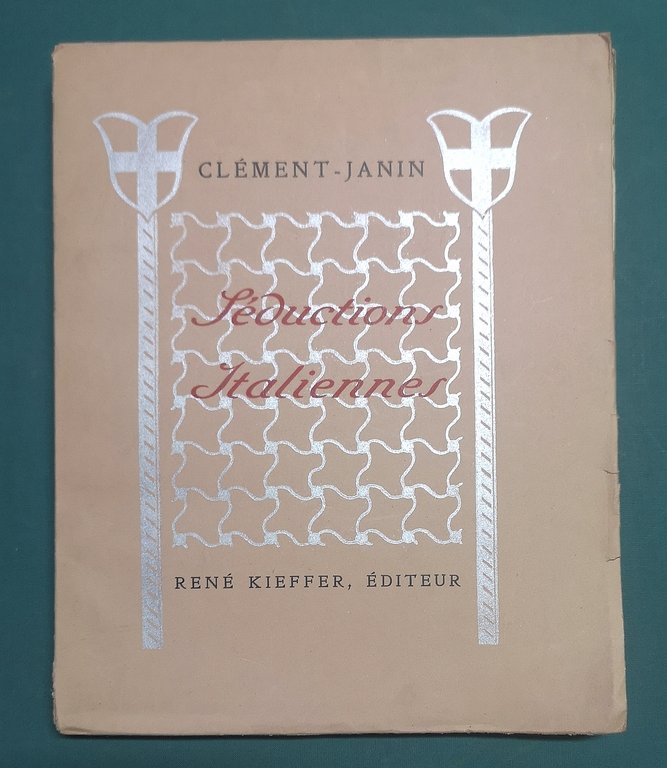 CLÉMENT-JANIN
Séductions
Italiennes
RENÉ KIEFFER, ÉDITEUR